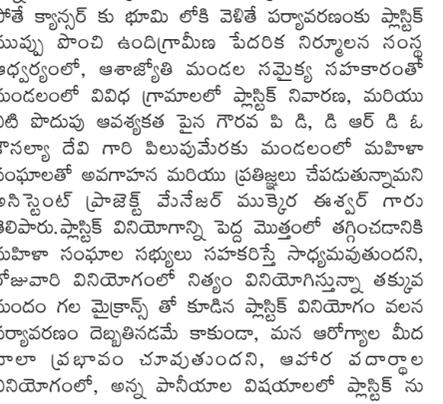 పోతే క్యాన్సర్ కు భూమి లోకి వెళితే పర్యావరణంకు ప్లాస్టిక్
ముప్పు పొంచి ఉందిగ్రామీణ పేదరిక నిర్మూలన సంస్థ
ఆధ్వర్యంలో, ఆశాజ్యోతి మండల సమైక్య సహకారంతో
మండలంలో వివిధ గ్రామాలలో ప్లాస్టిక్ నివారణ, మరియు
నీటి పొదుపు ఆవశ్యకత పైన గౌరవ పి డి, డి ఆర్ డి ఓ
కౌసల్యా దేవి గారి పిలుపుమేరకు మండలంలో మహిళా
సంఘాలతో అవగాహన మరియు ప్రతిజ్ఞలు చేపడుతున్నామని
అసిస్టెంట్ ప్రాజెక్ట్ మేనేజర్ ముక్కెర ఈశ్వర్ గారు
తెలిపారు.ప్లాస్టిక్ వినియోగాన్ని పెద్ద మొత్తంలో తగ్గించడానికి
మహిళా సంఘాల సభ్యులు సహకరిస్తే సాధ్యమవుతుందని,
రోజువారి వినియోగంలో నిత్యం వినియోగిస్తున్నా తక్కువ
మందం గల మైక్రాన్స్ తో కూడిన ప్లాస్టిక్ వినియోగం వలన
పర్యావరణం దెబ్బతినడమే కాకుండా, మన ఆరోగ్యాల మీద
చాలా ప్రభావం చూపుతుందని, ఆహార పదార్థాల
వినియోగంలో, అన్న పానీయాల విషయాలలో ప్లాస్టిక్ ను